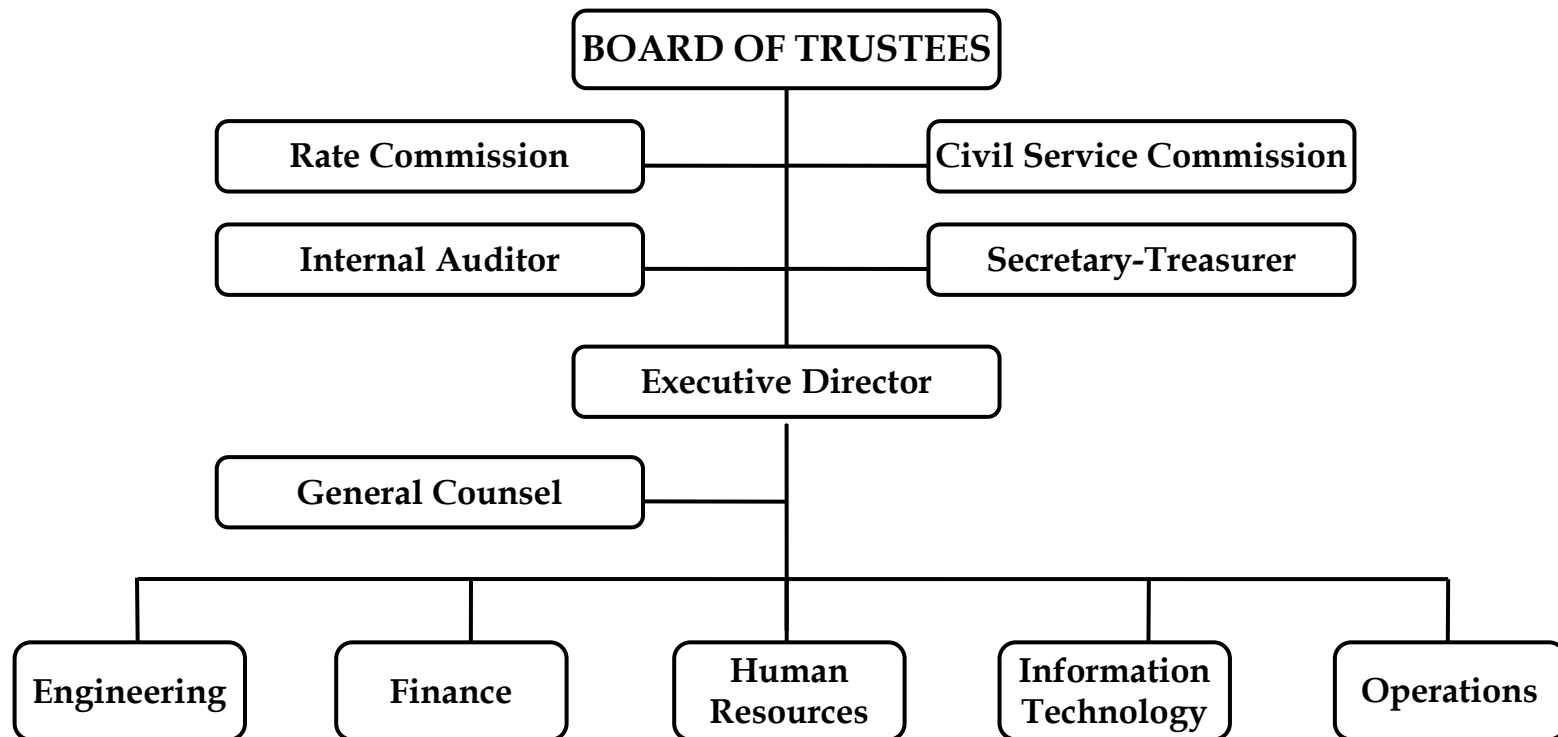 BOARD OF TRUSTEES
Rate Commission
Civil Service Commission
Internal Auditor
Secretary-Treasurer
Executive Director
General Counsel
Engineering
Finance
Human
Resources
Information
Technology
Operations